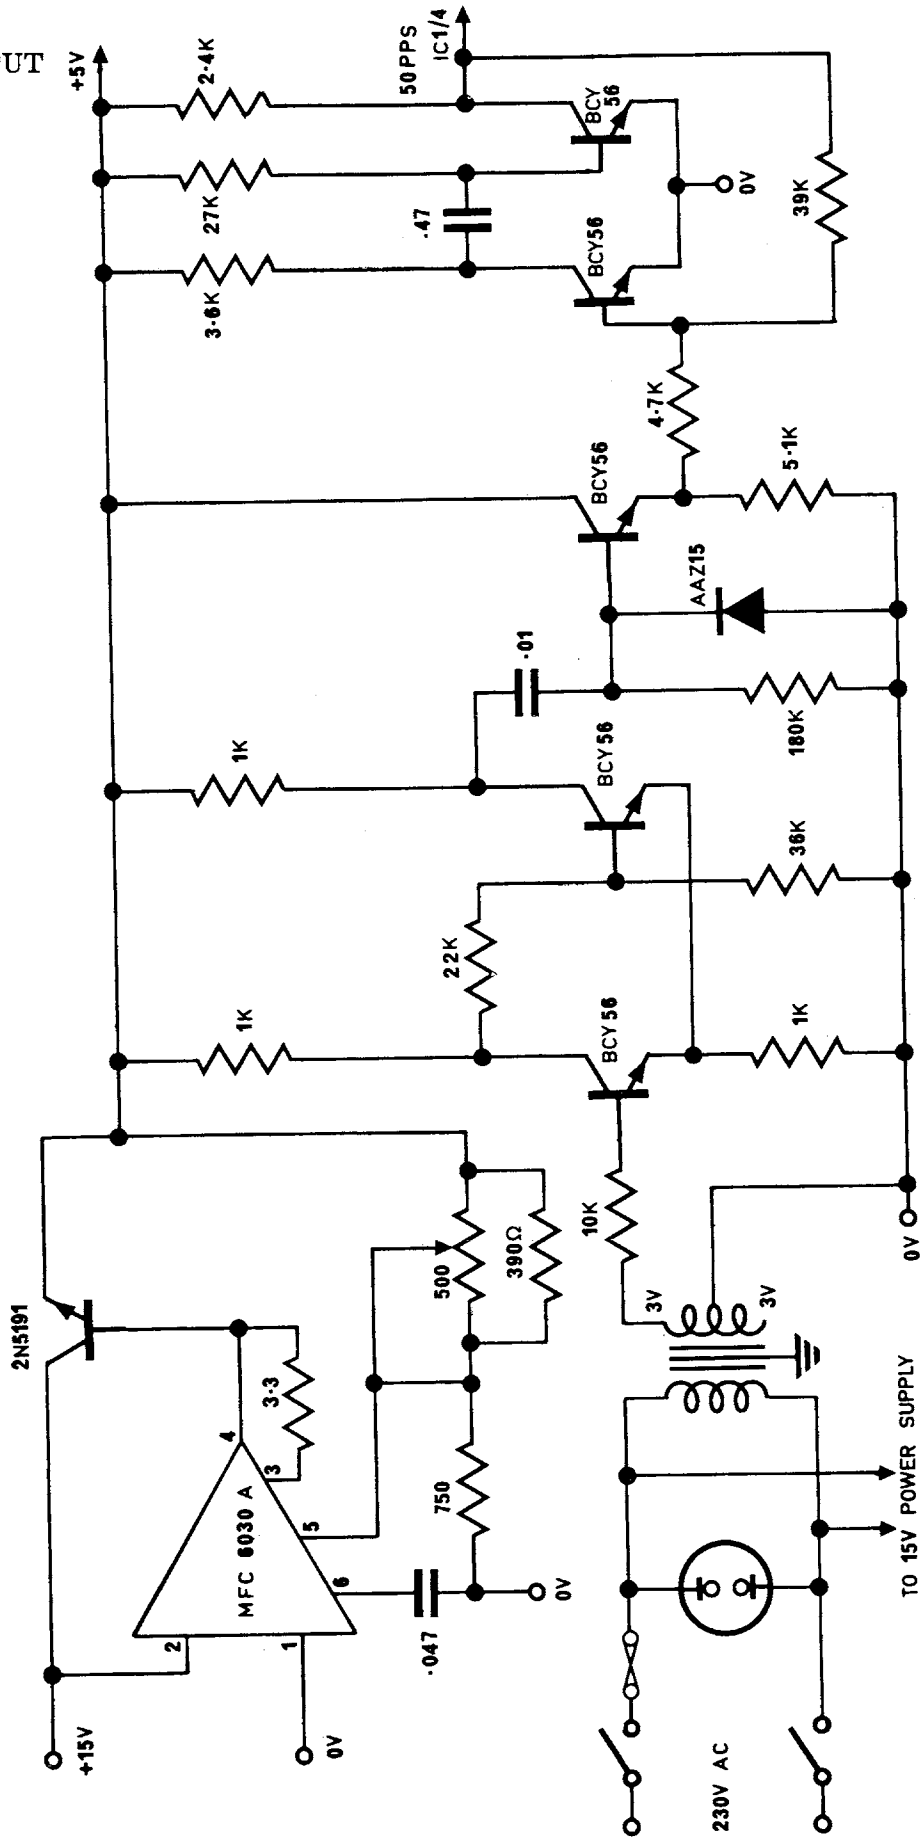 UT
+5V
2·4K
50PPS
IC1/4
27K
BCY
56
0V
39K
·47
BCY56
3·6K
4·7K
BCY56
5·1K
AAZ15
·01
180K
1K
BCY56
36K
22K
1K
BCY56
1K
2N5191
10K
500
390Ω
3V
3V
0V
3·3
4
3
MFC 6030 A
5
6
2
1
750
·047
0V
+15V
0V
230V AC
TO 15V POWER SUPPLY